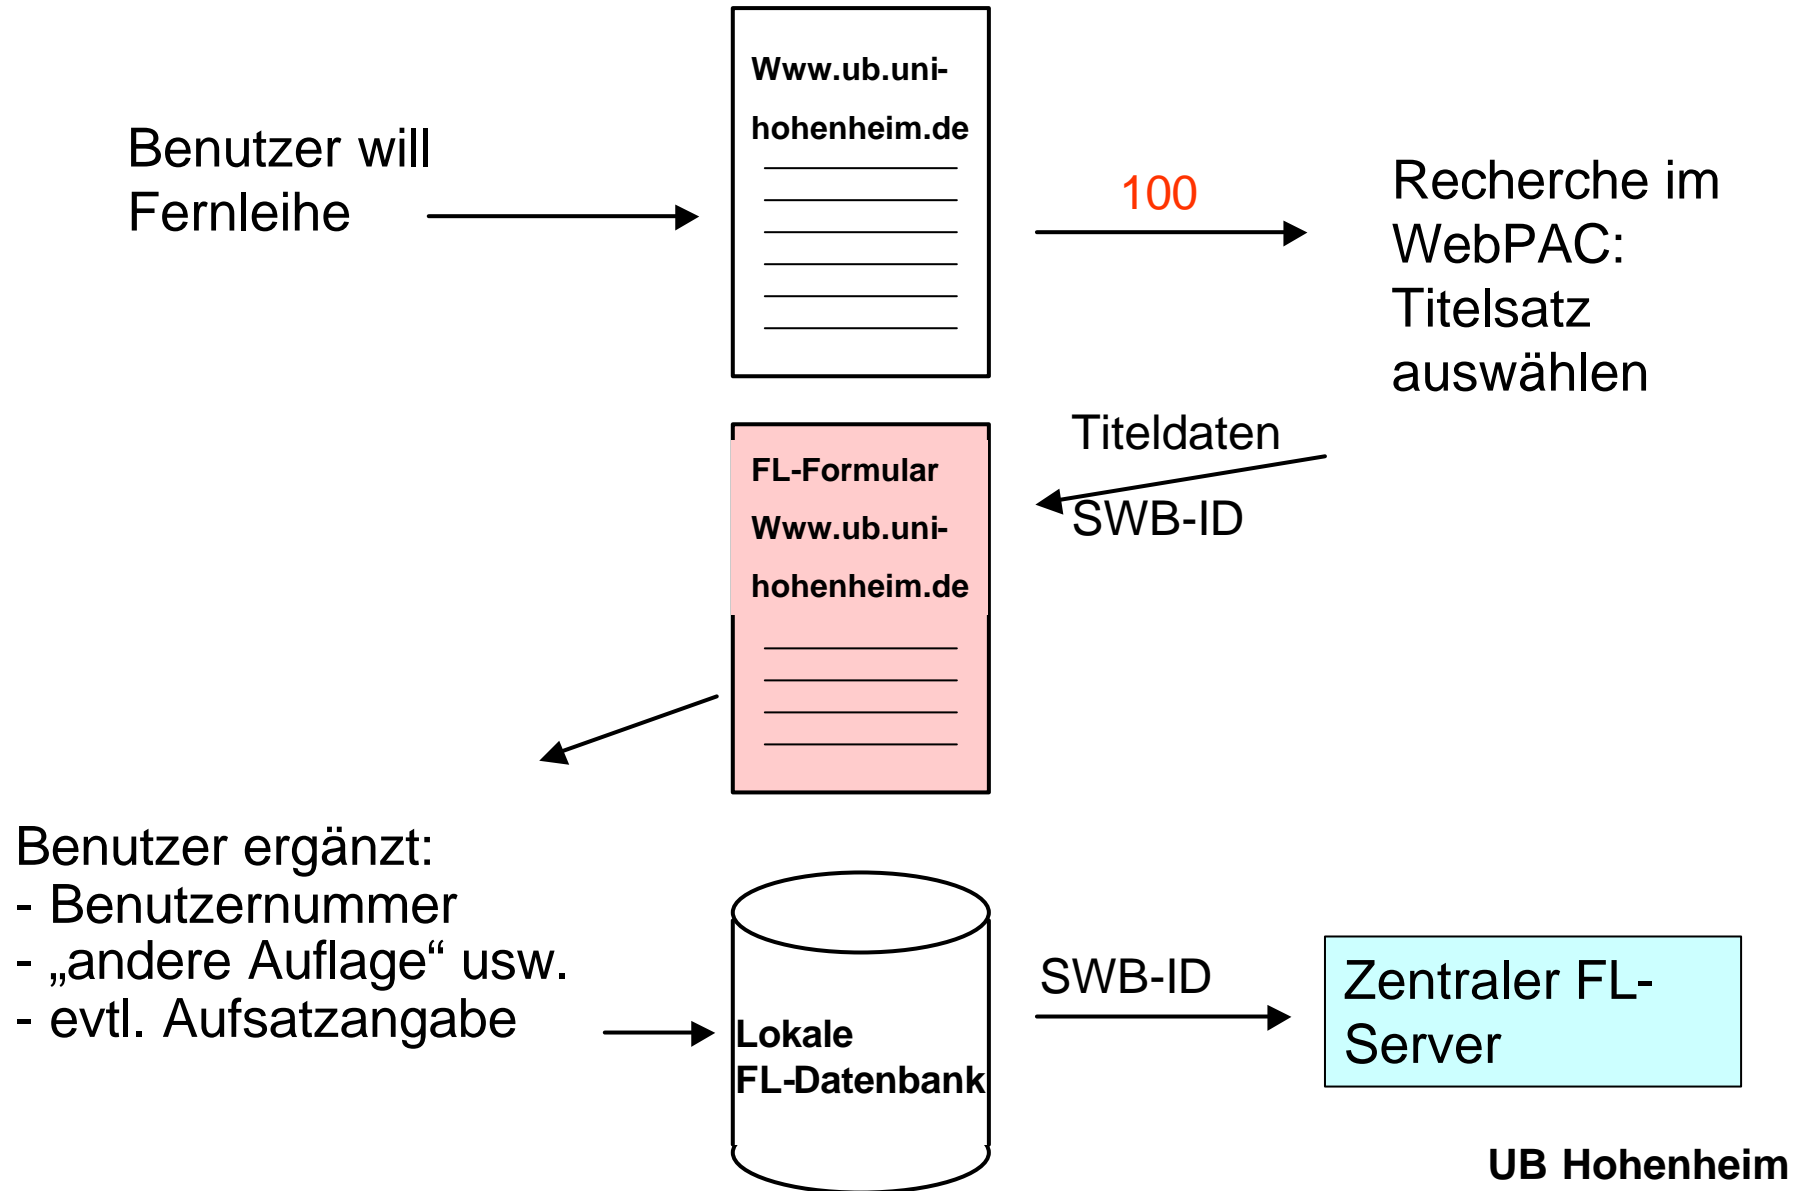 Benutzer will
Fernleihe
Www.ub.uni-
hohenheim.de
100
Recherche im
WebPAC:
Titelsatz
auswählen
Titeldaten
SWB-ID
FL-Formular
Www.ub.uni-
hohenheim.de
Benutzer ergänzt:
- Benutzernummer
- „andere Auflage“ usw.
- evtl. Aufsatzangabe
Lokale
FL-Datenbank
SWB-ID
Zentraler FL-
Server
UB Hohenheim